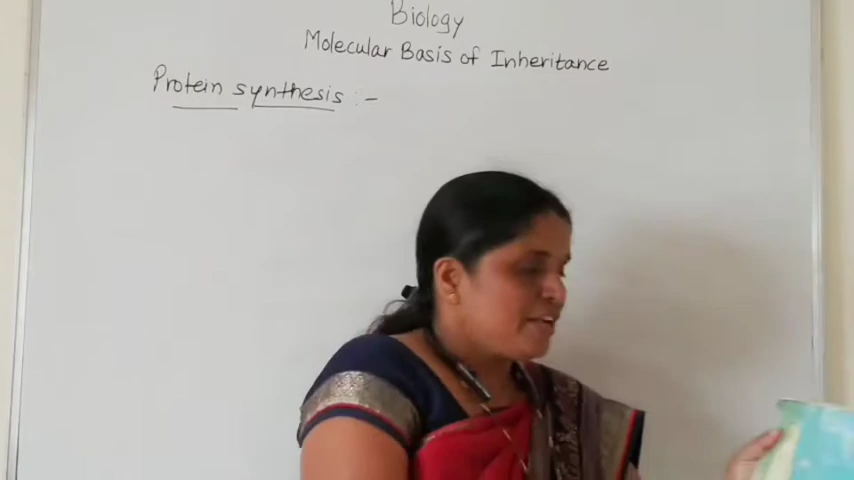 Biology
Molecular Basis of Inheritance
Protein synthesis :-